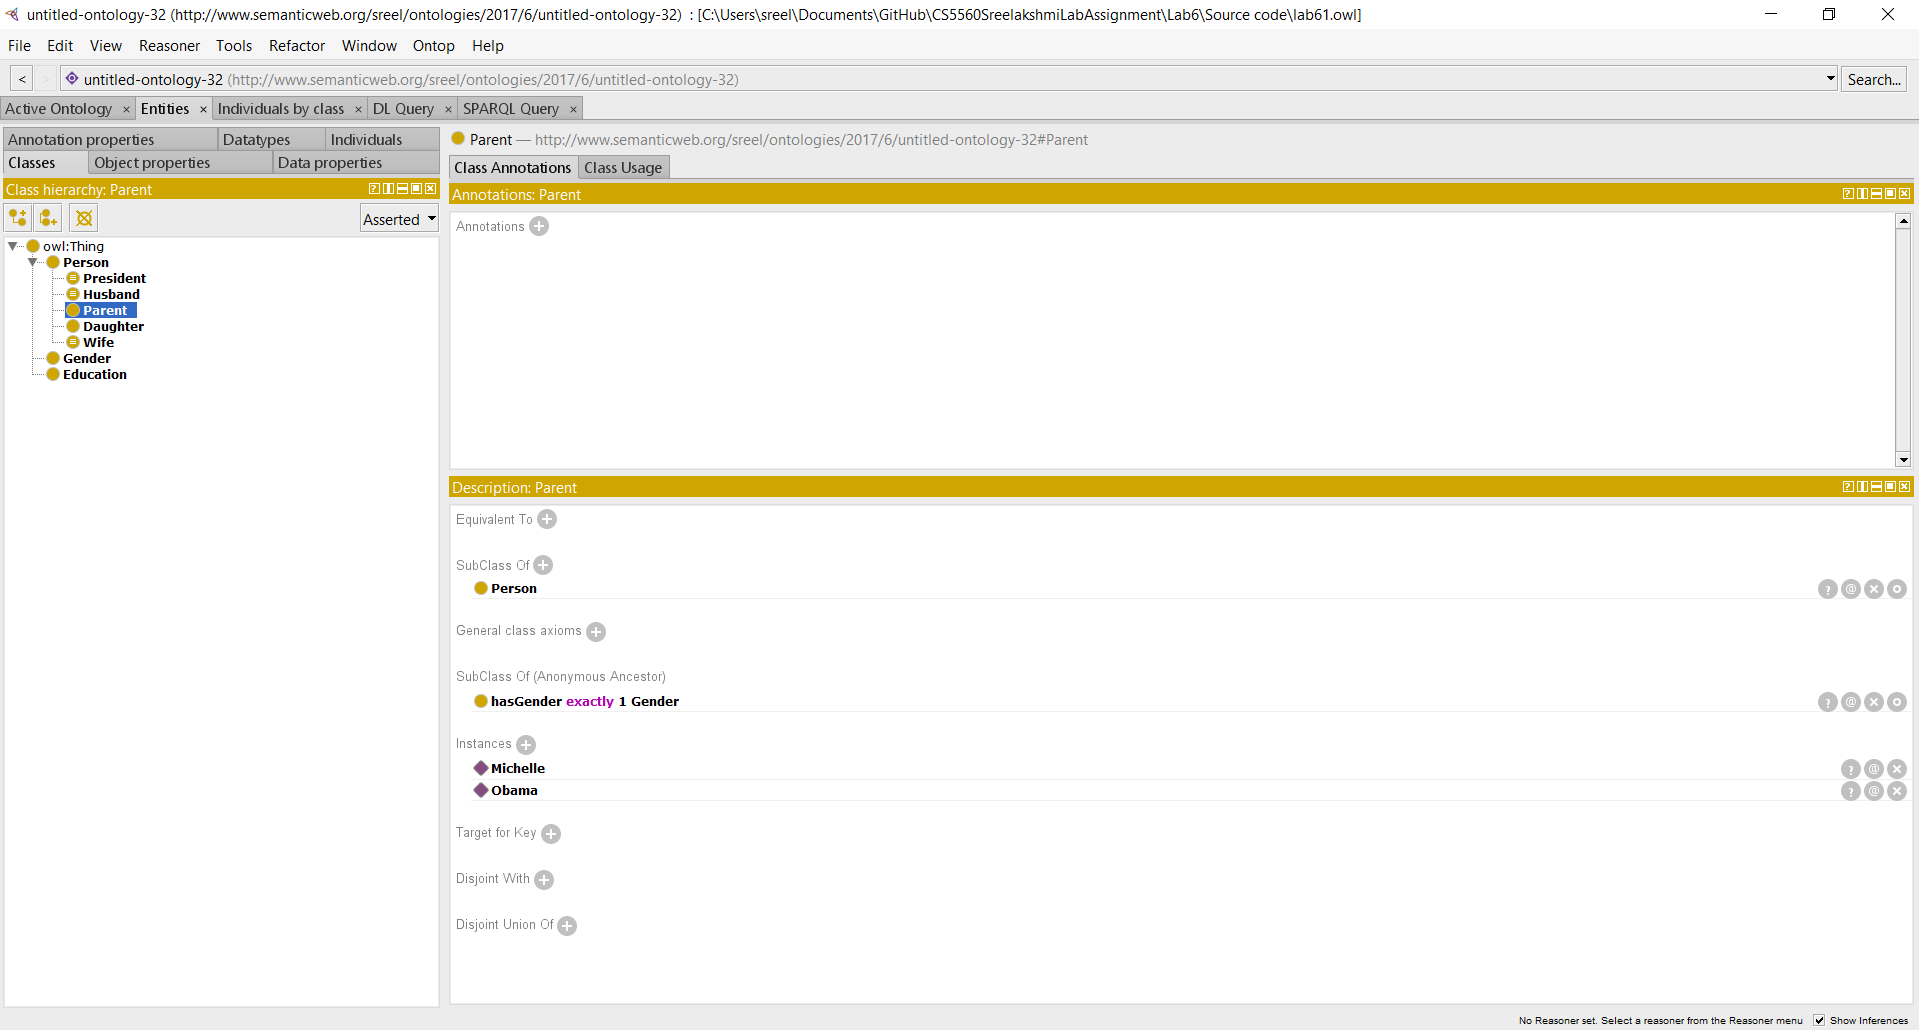 untitled-ontology-32 (http://www.semanticweb.org/sreel/ontologies/2017/6/untitled-ontology-32) : [C:\Users\sreel\Documents\GitHub\CS5560SreelakshmiLabAssignment\Lab6\Source code\lab61.owl]
File Edit View Reasoner Tools Refactor Window Ontop Help
< > untitled-ontology-32 (http://www.semanticweb.org/sreel/ontologies/2017/6/untitled-ontology-32) Search...
Active Ontology × Entities × Individuals by class × DL Query × SPARQL Query ×
Annotation properties Datatypes Individuals
Classes Object properties Data properties
Class hierarchy: Parent
Asserted
owl:Thing
Person
President
Husband
Parent
Daughter
Wife
Gender
Education
Parent — http://www.semanticweb.org/sreel/ontologies/2017/6/untitled-ontology-32#Parent
Class Annotations Class Usage
Annotations: Parent
Annotations
Description: Parent
Equivalent To
SubClass Of
Person
General class axioms
SubClass Of (Anonymous Ancestor)
hasGender exactly 1 Gender
Instances
Michelle
Obama
Target for Key
Disjoint With
Disjoint Union Of
No Reasoner set. Select a reasoner from the Reasoner menu Show Inferences